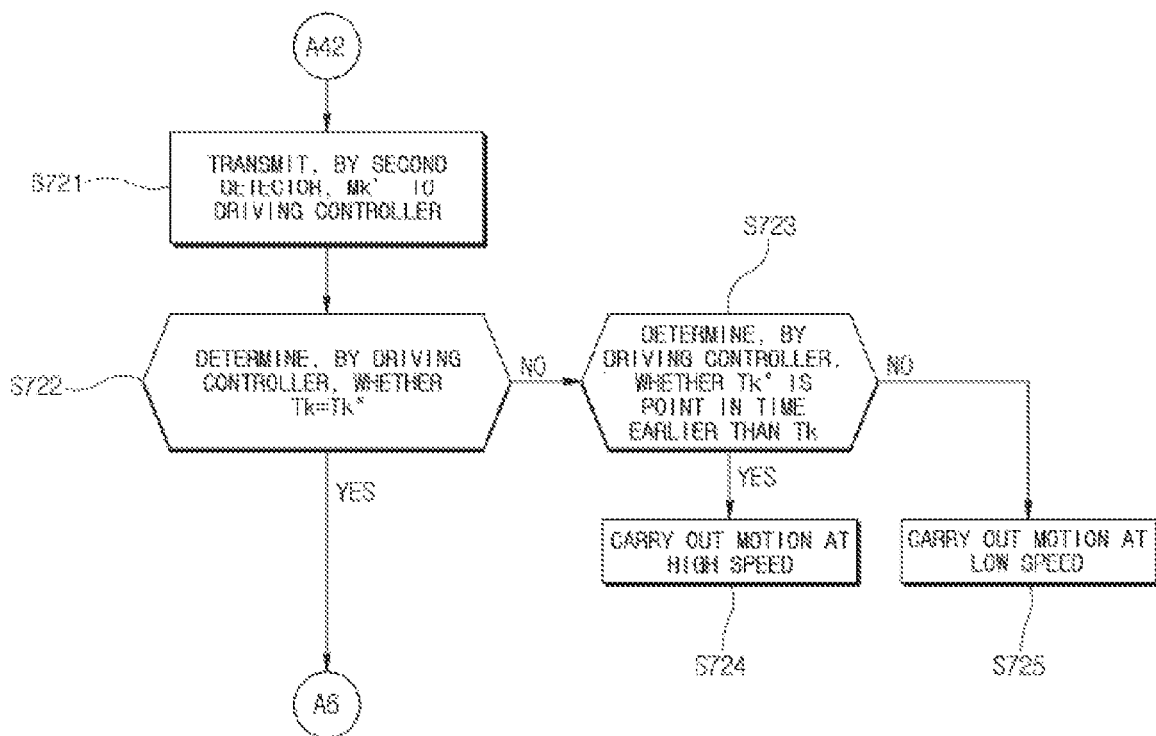 A42
S721
TRANSMIT, BY SECOND
DETECTOR, Mk' TO
DRIVING CONTROLLER
S723
S722
DETERMINE, BY DRIVING
CONTROLLER, WHETHER
Tk=Tk"
NO
DETERMINE, BY
DRIVING CONTROLLER,
WHETHER Tk' IS
POINT IN TIME
EARLIER THAN Tk
NO
YES
YES
CARRY OUT MOTION AT
HIGH SPEED
CARRY OUT MOTION AT
LOW SPEED
S724
S725
A6